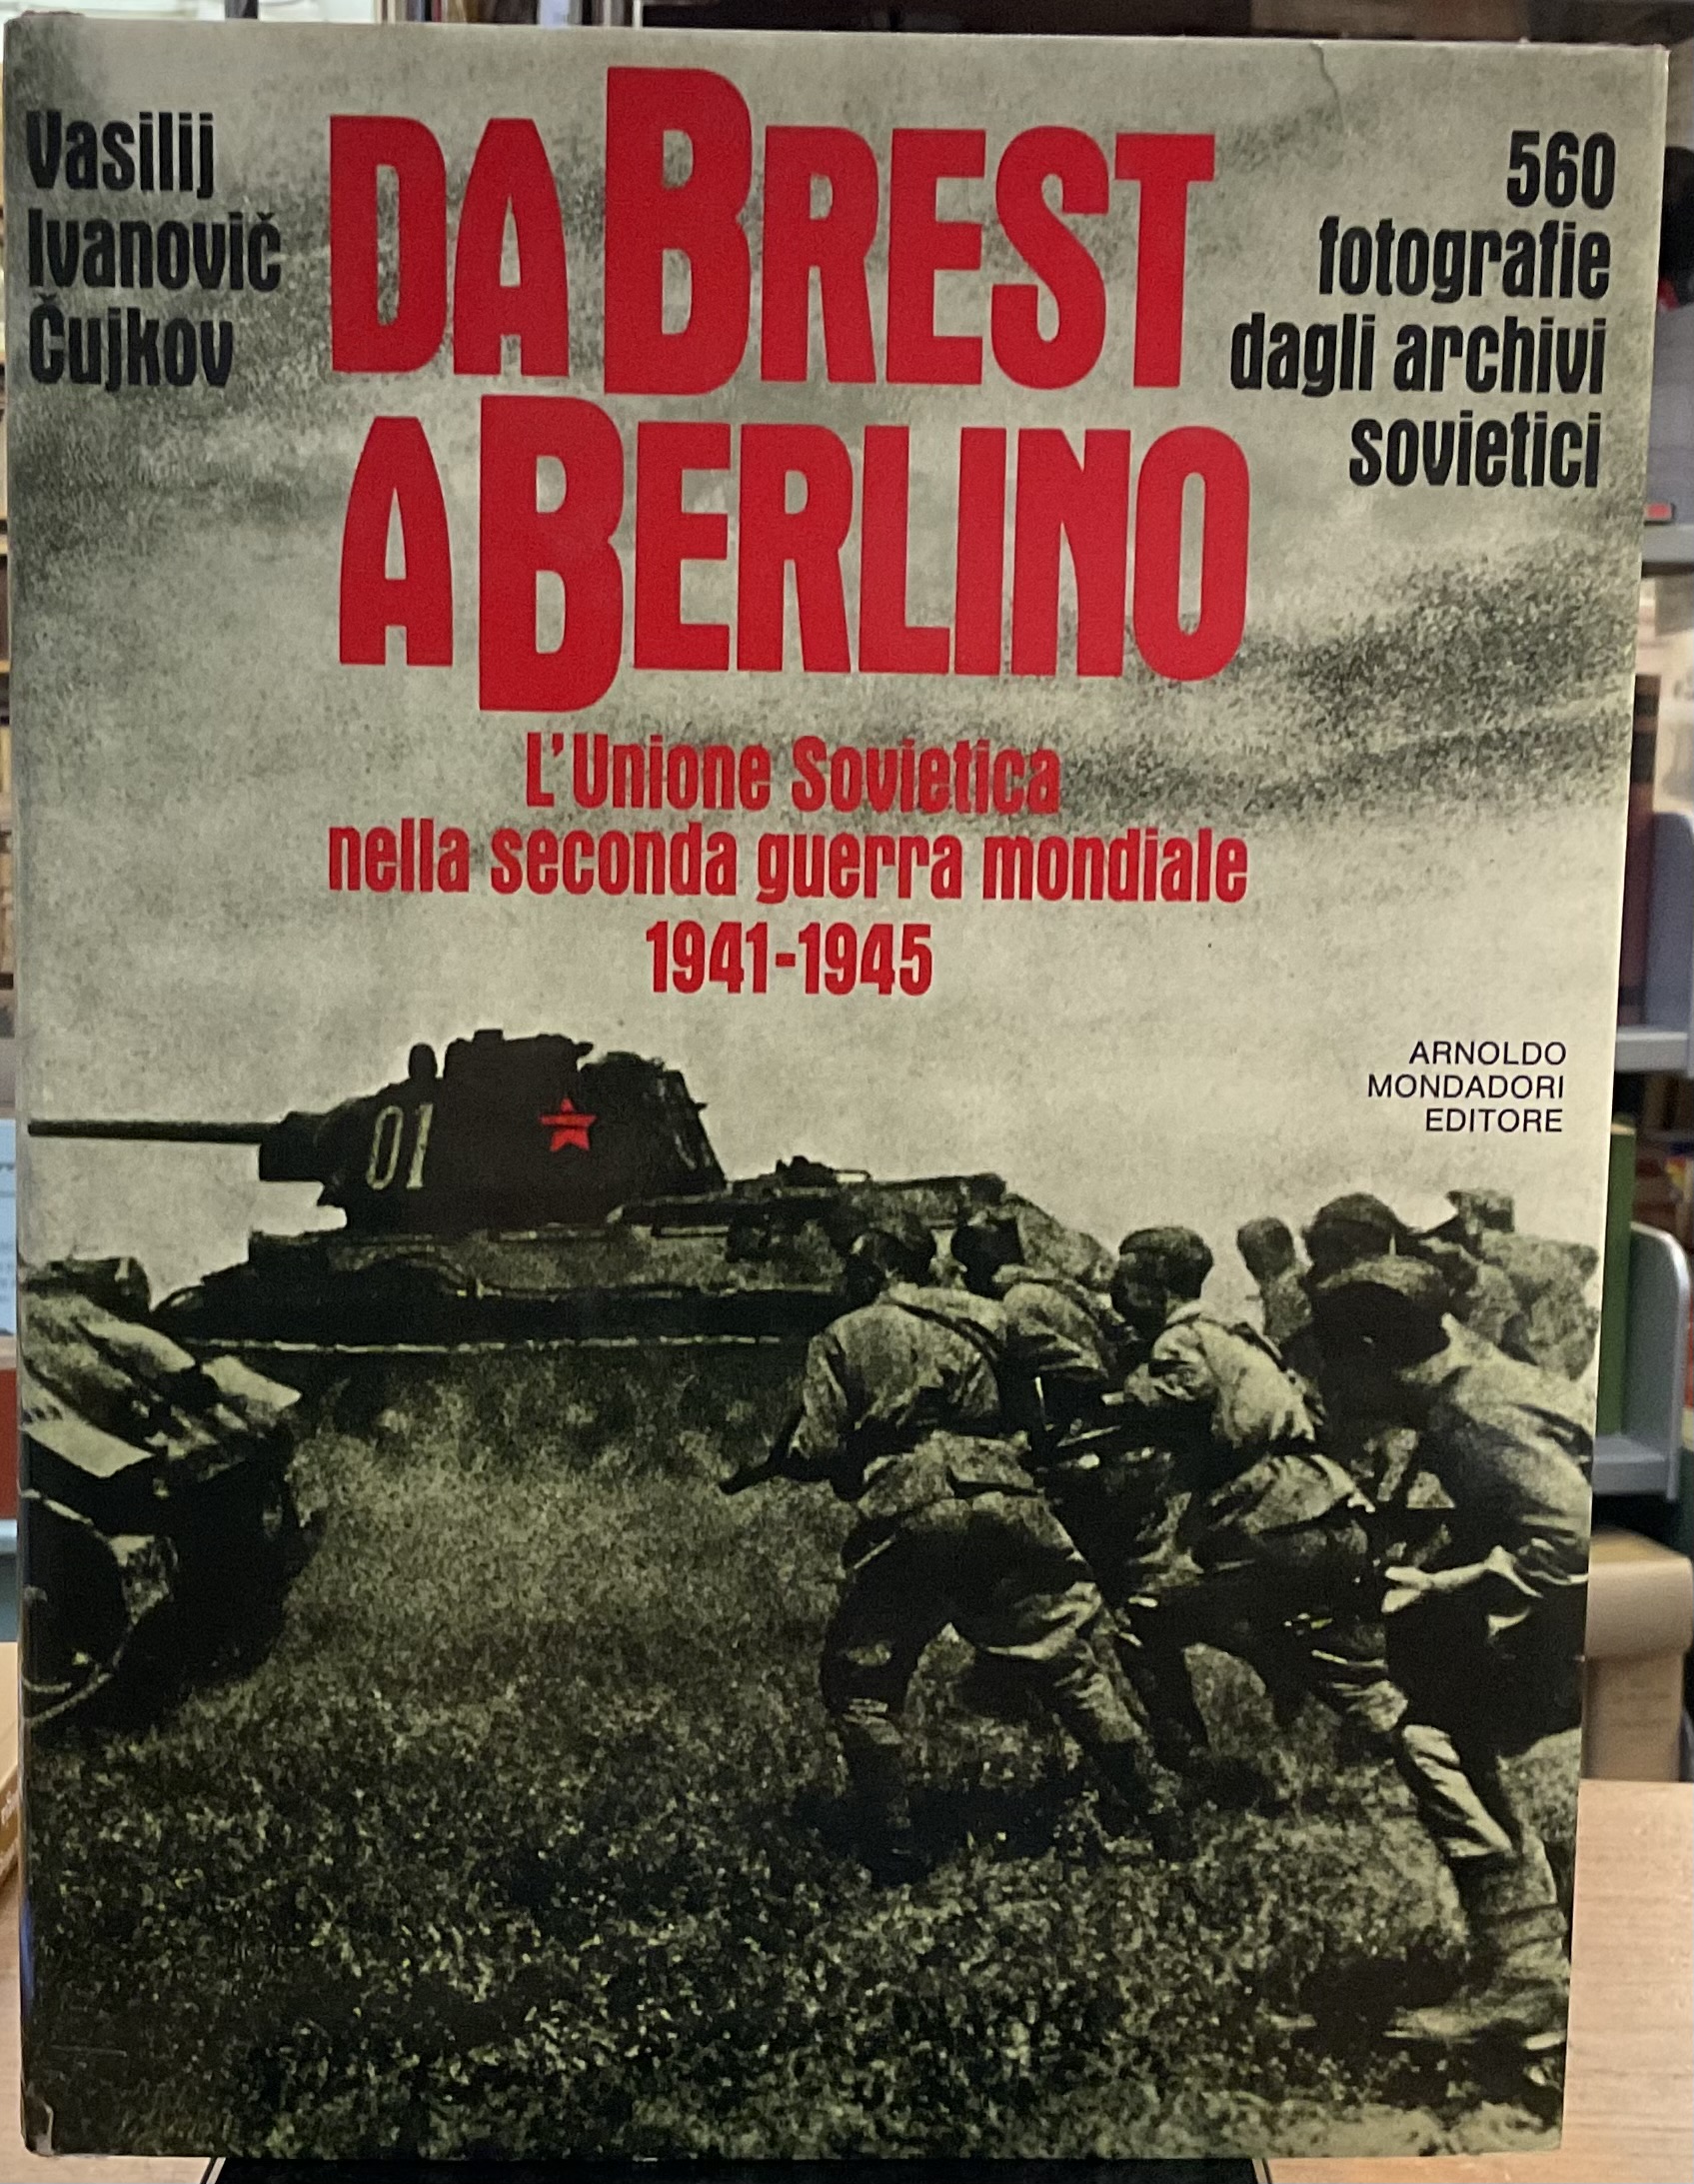 Vasilij
Ivanovič
Čujkov
DA BREST
A BERLINO
560
fotografie
dagli archivi
sovietici
L'Unione Sovietica
nella seconda guerra mondiale
1941-1945
ARNOLDO
MONDADORI
EDITORE
01